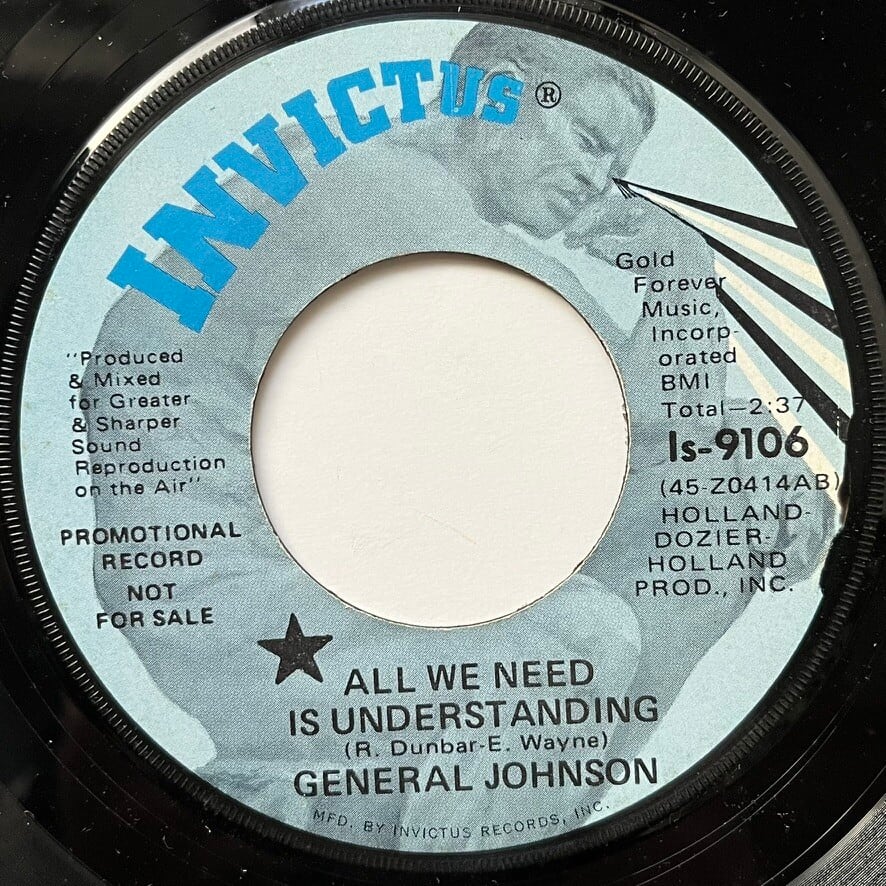 INVICTUS®
"Produced
& Mixed
for Greater
& Sharper
Sound
Reproduction
on the Air"
PROMOTIONAL
RECORD
NOT
FOR SALE
Gold
Forever
Music,
Incorp-
orated
BMI
Total—2:37
Is-9106
(45-Z0414AB)
HOLLAND-
DOZIER-
HOLLAND
PROD., INC.
ALL WE NEED
IS UNDERSTANDING
(R. Dunbar-E. Wayne)
GENERAL JOHNSON
MFD. BY INVICTUS RECORDS, INC.